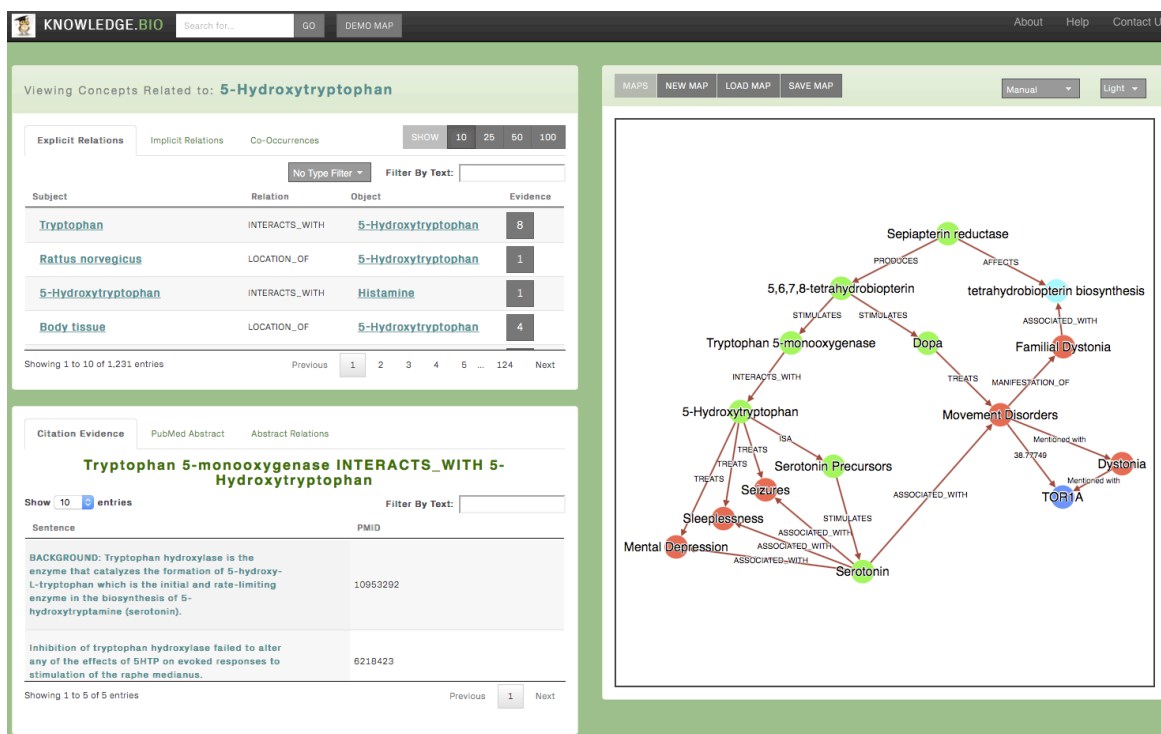 KNOWLEDGE.BIO
Search for...
GO
DEMO MAP
About
Help
Contact U
Viewing Concepts Related to: 5-Hydroxytryptophan
Explicit Relations
Implicit Relations
Co-Occurrences
SHOW 10 25 50 100
No Type Filter
Filter By Text:
Subject Relation Object Evidence
Tryptophan INTERACTS_WITH 5-Hydroxytryptophan 8
Rattus norvegicus LOCATION_OF 5-Hydroxytryptophan 1
5-Hydroxytryptophan INTERACTS_WITH Histamine 1
Body tissue LOCATION_OF 5-Hydroxytryptophan 4
Showing 1 to 10 of 1,231 entries
Previous 1 2 3 4 5 ... 124 Next
Citation Evidence
PubMed Abstract
Abstract Relations
Tryptophan 5-monooxygenase INTERACTS_WITH 5-
Hydroxytryptophan
Show 10 entries
Filter By Text:
Sentence PMID
BACKGROUND: Tryptophan hydroxylase is the
enzyme that catalyzes the formation of 5-hydroxy-
L-tryptophan which is the initial and rate-limiting
enzyme in the biosynthesis of 5-
hydroxytryptamine (serotonin).
10953292
Inhibition of tryptophan hydroxylase failed to alter
any of the effects of 5HTP on evoked responses to
stimulation of the raphe medianus.
6218423
Showing 1 to 5 of 5 entries
Previous 1 Next
MAPS
NEW MAP
LOAD MAP
SAVE MAP
Manual
Light
Sepiapterin reductase
PRODUCES
AFFECTS
5,6,7,8-tetrahydrobiopterin
tetrahydrobiopterin biosynthesis
STIMULATES
STIMULATES
ASSOCIATED_WITH
Tryptophan 5-monooxygenase
Dopa
Familial Dystonia
INTERACTS_WITH
TREATS
MANIFESTATION_OF
5-Hydroxytryptophan
Movement Disorders
ISA
Mentioned with
TREATS
38.77749
TREATS
Serotonin Precursors
Dystonia
TREATS
Mentioned with
Seizures
ASSOCIATED_WITH
TOR1A
Sleeplessness
STIMULATES
ASSOCIATED_WITH
Mental Depression
ASSOCIATED_WITH
ASSOCIATED_WITH
Serotonin